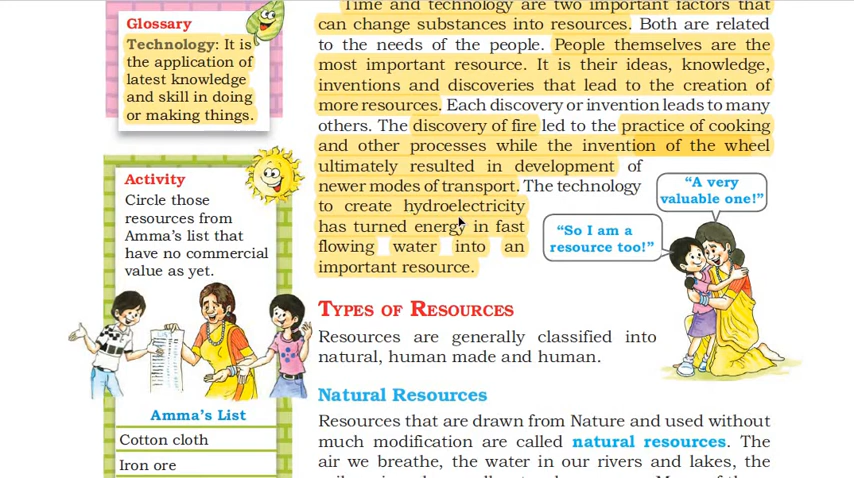 Glossary
Technology: It is
the application of
latest knowledge
and skill in doing
or making things.
Activity
Circle those
resources from
Amma's list that
have no commercial
value as yet.
Amma's List
Cotton cloth
Iron ore
Time and technology are two important factors that
can change substances into resources. Both are related
to the needs of the people. People themselves are the
most important resource. It is their ideas, knowledge,
inventions and discoveries that lead to the creation of
more resources. Each discovery or invention leads to many
others. The discovery of fire led to the practice of cooking
and other processes while the invention of the wheel
ultimately resulted in development of
newer modes of transport. The technology
to create hydroelectricity
has turned energy in fast
flowing water into an
important resource.
"So I am a
resource too!"
"A very
valuable one!"
TYPES OF RESOURCES
Resources are generally classified into
natural, human made and human.
Natural Resources
Resources that are drawn from Nature and used without
much modification are called natural resources. The
air we breathe, the water in our rivers and lakes, the